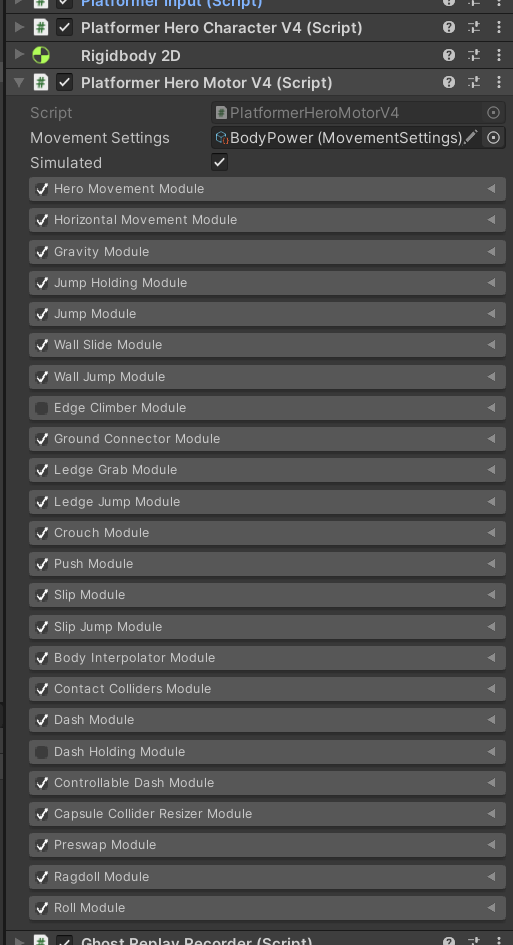 Platformer Input (Script)
Platformer Hero Character V4 (Script)
Rigidbody 2D
Platformer Hero Motor V4 (Script)
Script PlatformerHeroMotorV4
Movement Settings BodyPower (MovementSettings)
Simulated
Hero Movement Module
Horizontal Movement Module
Gravity Module
Jump Holding Module
Jump Module
Wall Slide Module
Wall Jump Module
Edge Climber Module
Ground Connector Module
Ledge Grab Module
Ledge Jump Module
Crouch Module
Push Module
Slip Module
Slip Jump Module
Body Interpolator Module
Contact Colliders Module
Dash Module
Dash Holding Module
Controllable Dash Module
Capsule Collider Resizer Module
Preswap Module
Ragdoll Module
Roll Module
Ghost Replay Recorder (Script)